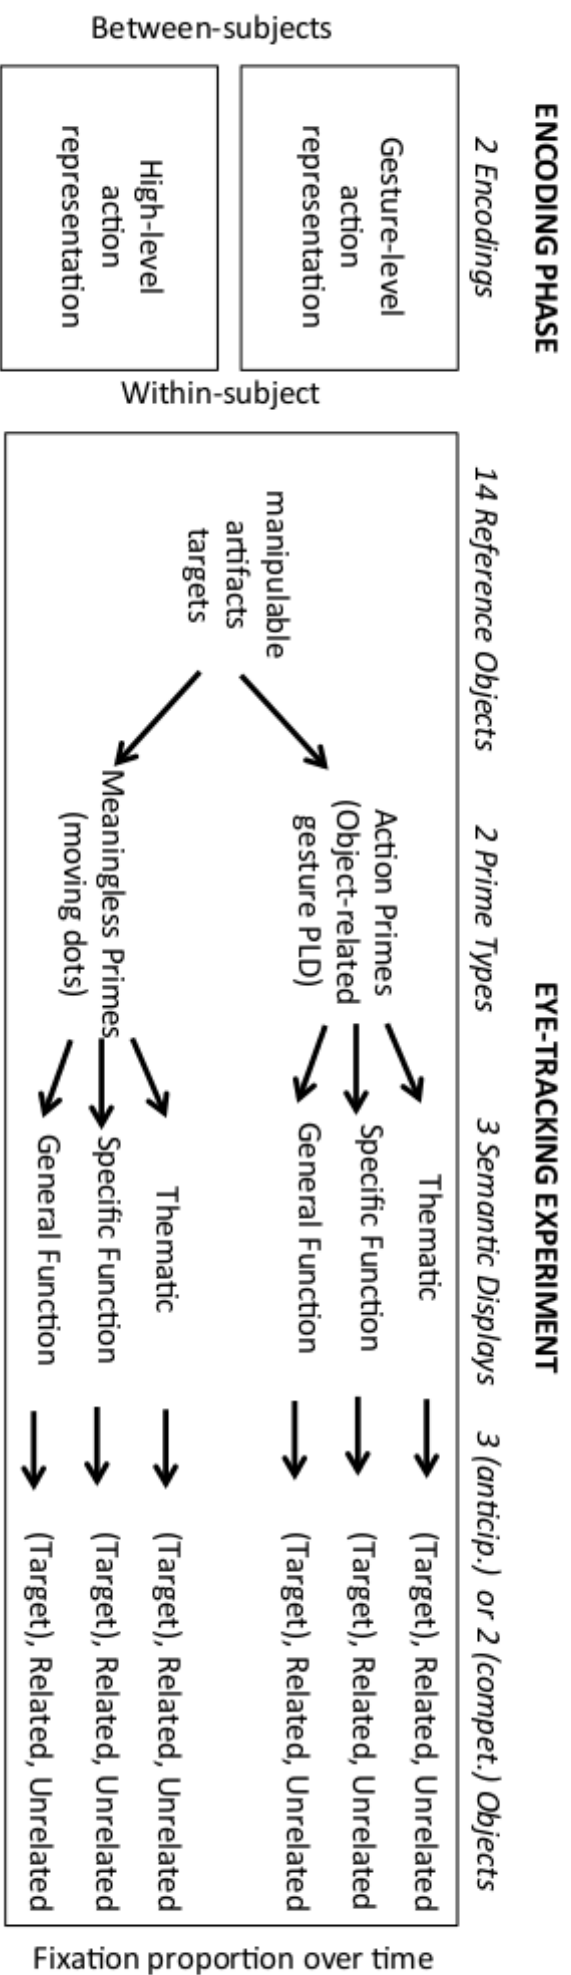 ENCODING PHASE
EYE-TRACKING EXPERIMENT
2 Encodings
14 Reference Objects
2 Prime Types
3 Semantic Displays
3 (anticip.) or 2 (compet.) Objects
Between-subjects
Gesture-level
action
representation
High-level
action
representation
Within-subject
manipulable
artifacts
targets
Action Primes
(Object-related
gesture PLD)
Thematic
(Target), Related, Unrelated
Specific Function
(Target), Related, Unrelated
General Function
(Target), Related, Unrelated
Meaningless Primes
(moving dots)
Thematic
(Target), Related, Unrelated
Specific Function
(Target), Related, Unrelated
General Function
(Target), Related, Unrelated
Fixation proportion over time